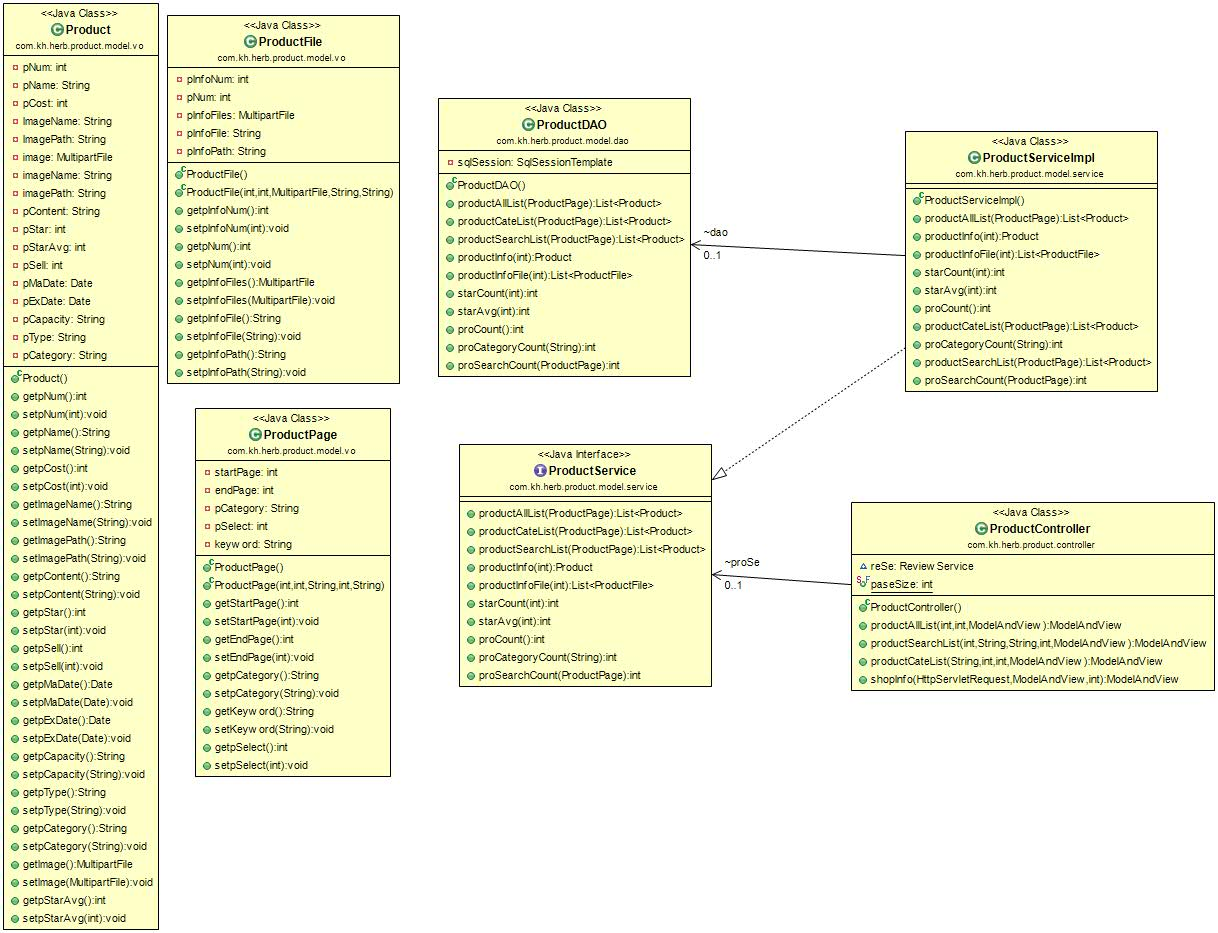 <<Java Class>>
Product
com.kh.herb.product.model.vo
pNum: int
pName: String
pCost: int
ImageName: String
ImagePath: String
image: MultipartFile
imageName: String
imagePath: String
pContent: String
pStar: int
pStarAvg: int
pSell: int
pMaDate: Date
pExDate: Date
pCapacity: String
pType: String
pCategory: String
Product()
getpNum():int
setpNum(int):void
getpName():String
setpName(String):void
getpCost():int
setpCost(int):void
getImageName():String
setImageName(String):void
getImagePath():String
setImagePath(String):void
getpContent():String
setpContent(String):void
getpStar():int
setpStar(int):void
getpSell():int
setpSell(int):void
getpMaDate():Date
setpMaDate(Date):void
getpExDate():Date
setpExDate(Date):void
getpCapacity():String
setpCapacity(String):void
getpType():String
setpType(String):void
getpCategory():String
setpCategory(String):void
getImage():MultipartFile
setImage(MultipartFile):void
getpStarAvg():int
setpStarAvg(int):void
<<Java Class>>
ProductFile
com.kh.herb.product.model.vo
pInfoNum: int
pNum: int
pInfoFiles: MultipartFile
pInfoFile: String
pInfoPath: String
ProductFile()
ProductFile(int,int,MultipartFile,String,String)
getpInfoNum():int
setpInfoNum(int):void
getpNum():int
setpNum(int):void
getpInfoFiles():MultipartFile
setpInfoFiles(MultipartFile):void
getpInfoFile():String
setpInfoFile(String):void
getpInfoPath():String
setpInfoPath(String):void
<<Java Class>>
ProductPage
com.kh.herb.product.model.vo
startPage: int
endPage: int
pCategory: String
pSelect: int
keyword: String
ProductPage()
ProductPage(int,int,String,int,String)
getStartPage():int
setStartPage(int):void
getEndPage():int
setEndPage(int):void
getpCategory():String
setpCategory(String):void
getKeyword():String
setKeyword(String):void
getpSelect():int
setpSelect(int):void
<<Java Class>>
ProductDAO
com.kh.herb.product.model.dao
sqlSession: SqlSessionTemplate
ProductDAO()
productAllList(ProductPage):List<Product>
productCateList(ProductPage):List<Product>
productSearchList(ProductPage):List<Product>
productInfo(int):Product
productInfoFile(int):List<ProductFile>
starCount(int):int
starAvg(int):int
proCount():int
proCategoryCount(String):int
proSearchCount(ProductPage):int
~dao
0..1
<<Java Class>>
ProductServiceImpl
com.kh.herb.product.model.service
ProductServiceImpl()
productAllList(ProductPage):List<Product>
productInfo(int):Product
productInfoFile(int):List<ProductFile>
starCount(int):int
starAvg(int):int
proCount():int
productCateList(ProductPage):List<Product>
proCategoryCount(String):int
productSearchList(ProductPage):List<Product>
proSearchCount(ProductPage):int
<<Java Interface>>
ProductService
com.kh.herb.product.model.service
productAllList(ProductPage):List<Product>
productCateList(ProductPage):List<Product>
productSearchList(ProductPage):List<Product>
productInfo(int):Product
productInfoFile(int):List<ProductFile>
starCount(int):int
starAvg(int):int
proCount():int
proCategoryCount(String):int
proSearchCount(ProductPage):int
~proSe
0..1
<<Java Class>>
ProductController
com.kh.herb.product.controller
reSe: ReviewService
paseSize: int
ProductController()
productAllList(int,int,ModelAndView):ModelAndView
productSearchList(int,String,String,int,ModelAndView):ModelAndView
productCateList(String,int,int,ModelAndView):ModelAndView
shopInfo(HttpServletRequest,ModelAndView,int):ModelAndView